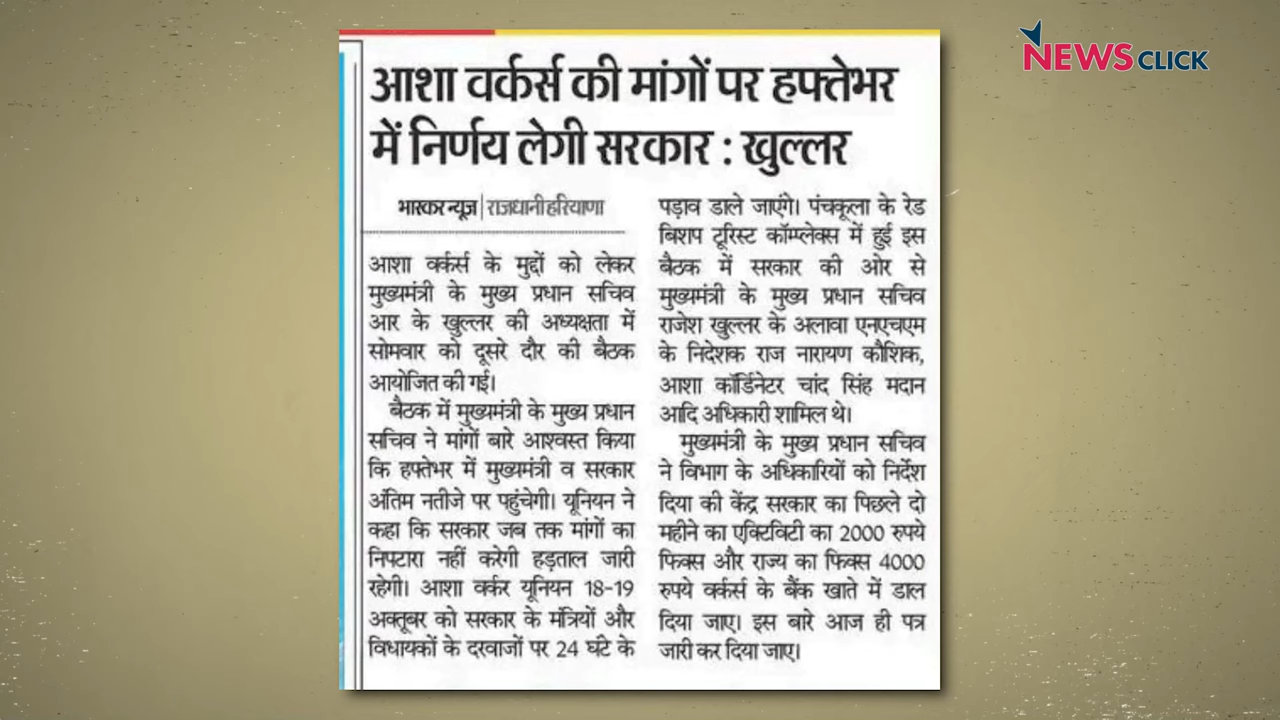 NEWSCLICK
आशा वर्कर्स की मांगों पर हफ्तेभर
में निर्णय लेगी सरकार : खुल्लर
भास्कर न्यूज | राजधानी हरियाणा
आशा वर्कर्स के मुद्दों को लेकर
मुख्यमंत्री के मुख्य प्रधान सचिव
आर के खुल्लर की अध्यक्षता में
सोमवार को दूसरे दौर की बैठक
आयोजित की गई।
बैठक में मुख्यमंत्री के मुख्य प्रधान
सचिव ने मांगों बारे आश्वस्त किया
कि हफ्तेभर में मुख्यमंत्री व सरकार
अंतिम नतीजे पर पहुंचेगी। यूनियन ने
कहा कि सरकार जब तक मांगों का
निपटारा नहीं करेगी हड़ताल जारी
रहेगी। आशा वर्कर यूनियन 18-19
अक्तूबर को सरकार के मंत्रियों और
विधायकों के दरवाजों पर 24 घंटे के
पड़ाव डाले जाएंगे। पंचकूला के रेड
बिशप टूरिस्ट कॉम्प्लेक्स में हुई इस
बैठक में सरकार की ओर से
मुख्यमंत्री के मुख्य प्रधान सचिव
राजेश खुल्लर के अलावा एनएचएम
के निदेशक राज नारायण कौशिक,
आशा कॉर्डिनेटर चांद सिंह मदान
आदि अधिकारी शामिल थे।
मुख्यमंत्री के मुख्य प्रधान सचिव
ने विभाग के अधिकारियों को निर्देश
दिया की केंद्र सरकार का पिछले दो
महीने का एक्टिविटी का 2000 रुपये
फिक्स और राज्य का फिक्स 4000
रुपये वर्कर्स के बैंक खाते में डाल
दिया जाए। इस बारे आज ही पत्र
जारी कर दिया जाए।